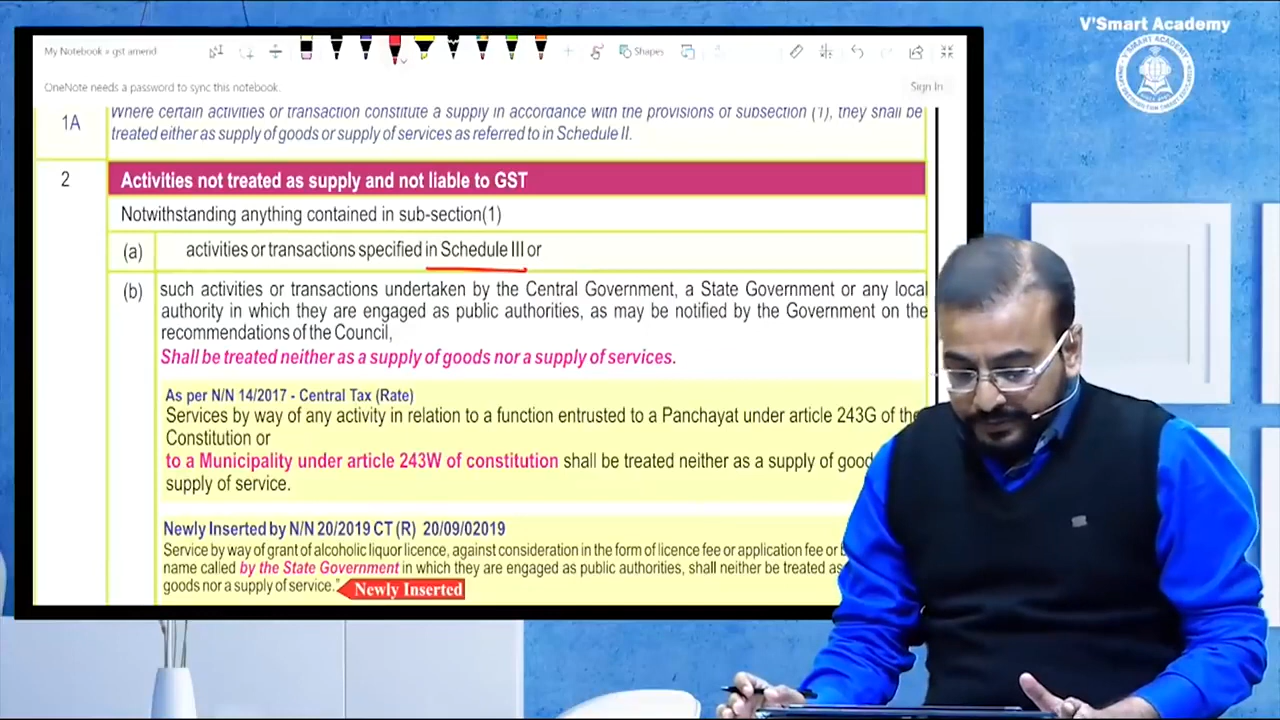 V'Smart Academy
My Notebook » gst amend
Shapes
OneNote needs a password to sync this notebook.
Sign In
1A
Where certain activities or transaction constitute a supply in accordance with the provisions of subsection (1), they shall be
treated either as supply of goods or supply of services as referred to in Schedule II.
2
Activities not treated as supply and not liable to GST
Notwithstanding anything contained in sub-section(1)
(a) activities or transactions specified in Schedule III or
(b) such activities or transactions undertaken by the Central Government, a State Government or any local
authority in which they are engaged as public authorities, as may be notified by the Government on the
recommendations of the Council,
Shall be treated neither as a supply of goods nor a supply of services.
As per N/N 14/2017 - Central Tax (Rate)
Services by way of any activity in relation to a function entrusted to a Panchayat under article 243G of the
Constitution or
to a Municipality under article 243W of constitution shall be treated neither as a supply of good
supply of service.
Newly Inserted by N/N 20/2019 CT (R) 20/09/02019
Service by way of grant of alcoholic liquor licence, against consideration in the form of licence fee or application fee or
name called by the State Government in which they are engaged as public authorities, shall neither be treated as
goods nor a supply of service."
Newly Inserted